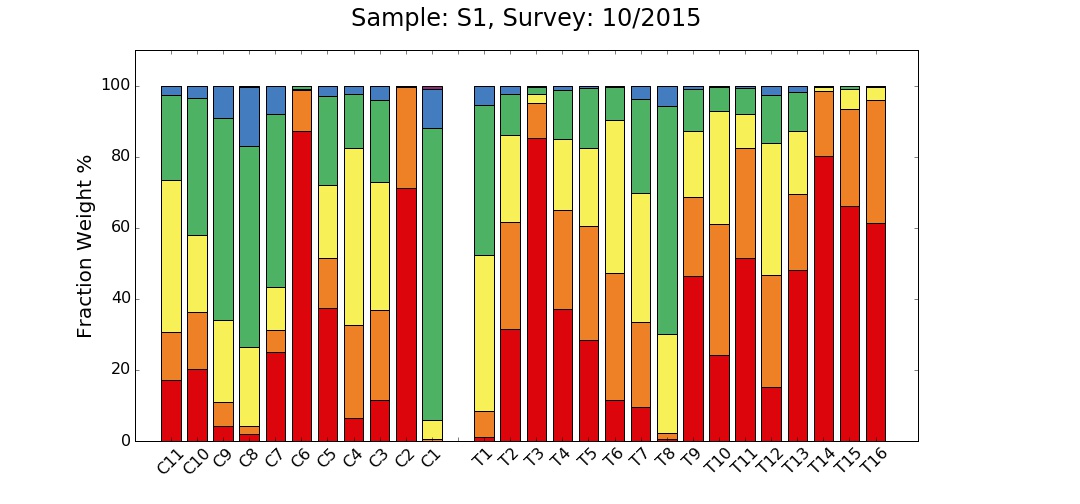 Sample: S1, Survey: 10/2015
Fraction Weight %
100
80
60
40
20
0
C11 C10 C9 C8 C7 C6 C5 C4 C3 C2 C1 T1 T2 T3 T4 T5 T6 T7 T8 T9 T10 T11 T12 T13 T14 T15 T16